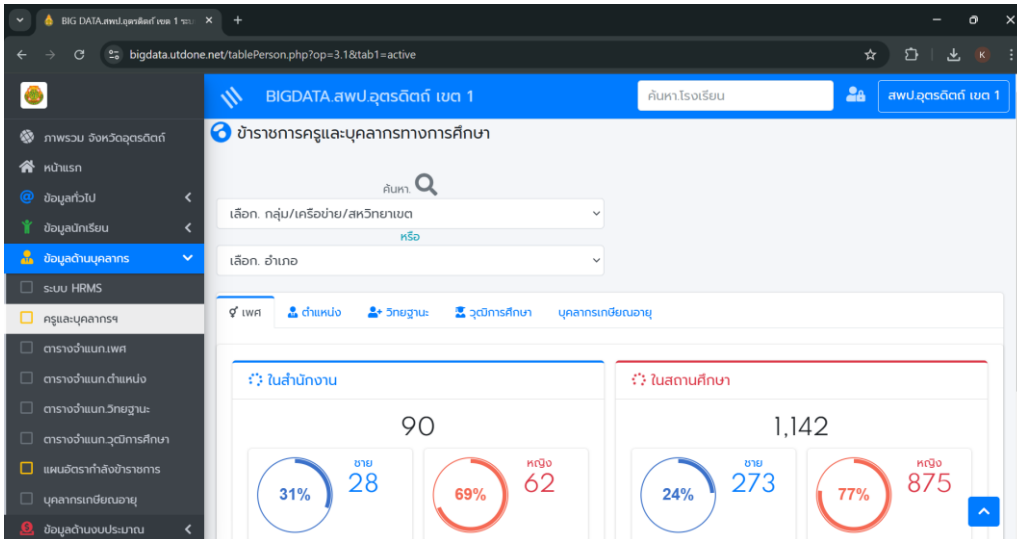 BIG DATA.สพป.อุตรดิตถ์ เขต 1 ระบ
bigdata.utdone.net/tablePerson.php?op=3.1&tab1=active
K
BIGDATA.สพป.อุตรดิตถ์ เขต 1
ค้นหาโรงเรียน
สพป.อุตรดิตถ์ เขต 1
ภาพรวม จังหวัดอุตรดิตถ์
หน้าแรก
ข้อมูลทั่วไป
ข้อมูลนักเรียน
ข้อมูลด้านบุคลากร
ระบบ HRMS
ครูและบุคลากรฯ
ตารางจำแนก.เพศ
ตารางจำแนก.ตำแหน่ง
ตารางจำแนก.วิทยฐานะ
ตารางจำแนก.วุฒิการศึกษา
แผนอัตรากำลังข้าราชการ
บุคลากรเกษียณอายุ
ข้อมูลด้านงบประมาณ
ข้าราชการครูและบุคลากรทางการศึกษา
ค้นหา.
เลือก. กลุ่ม/เครือข่าย/สหวิทยาเขต
หรือ
เลือก. อำเภอ
เพศ ตำแหน่ง วิทยฐานะ วุฒิการศึกษา บุคลากรเกษียณอายุ
ในสำนักงาน
90
31%
ชาย
28
69%
หญิง
62
ในสถานศึกษา
1,142
24%
ชาย
273
77%
หญิง
875